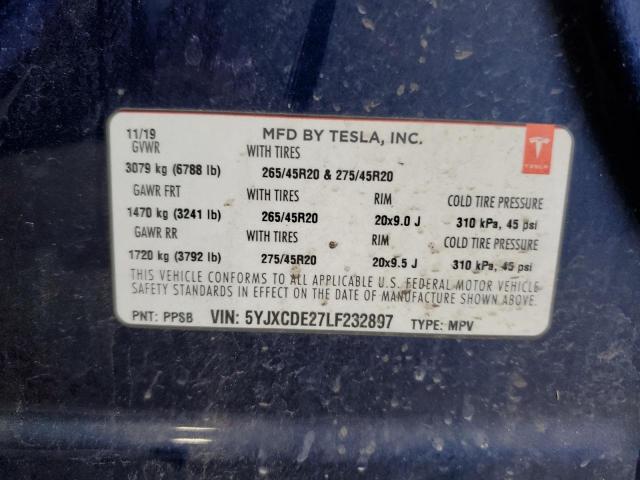 11/19 MFD BY TESLA, INC.
GVWR WITH TIRES
3079 kg (6788 lb) 265/45R20 & 275/45R20
GAWR FRT WITH TIRES RIM COLD TIRE PRESSURE
1470 kg (3241 lb) 265/45R20 20x9.0 J 310 kPa, 45 psi
GAWR RR WITH TIRES RIM COLD TIRE PRESSURE
1720 kg (3792 lb) 275/45R20 20x9.5 J 310 kPa, 45 psi
THIS VEHICLE CONFORMS TO ALL APPLICABLE U.S. FEDERAL MOTOR VEHICLE
SAFETY STANDARDS IN EFFECT ON THE DATE OF MANUFACTURE SHOWN ABOVE.
PNT: PPSB VIN: 5YJXCDE27LF232897 TYPE: MPV
TESLA